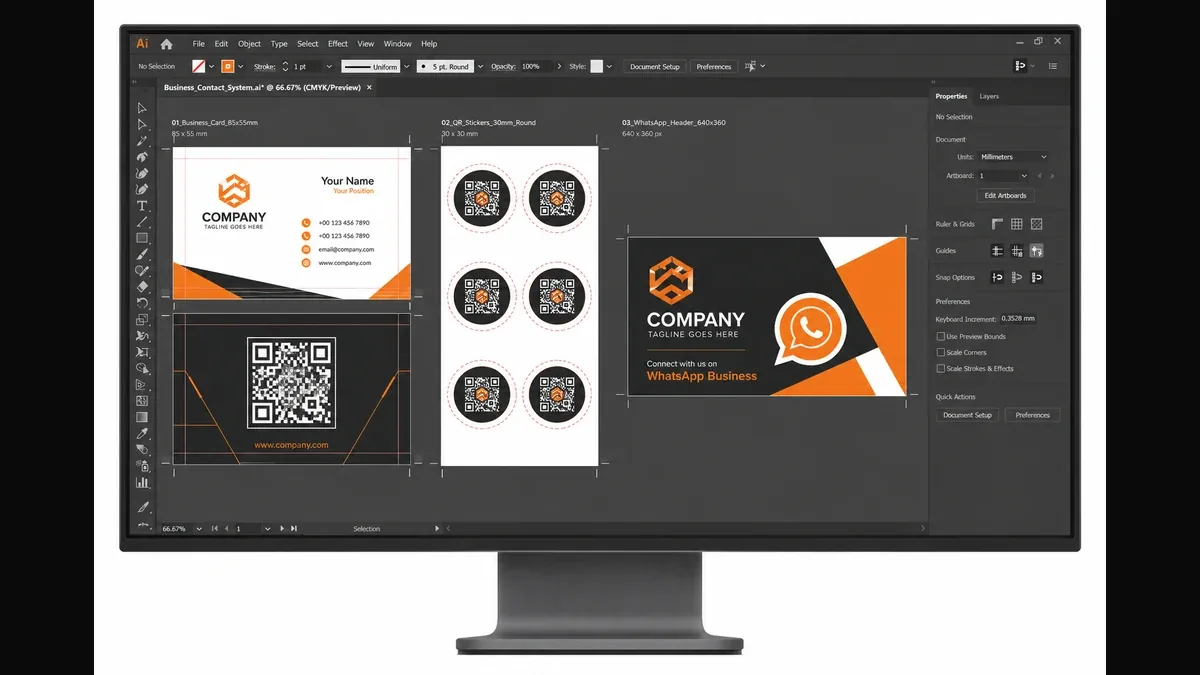 Ai File Edit Object Type Select Effect View Window Help
No Selection Stroke: 1 pt Uniform 5 pt. Round Opacity: 100% Style: Document Setup Preferences
Business_Contact_System.ai* @ 66.67% (CMYK/Preview) ×
01_Business_Card_85x55mm
85 x 55 mm
COMPANY
TAGLINE GOES HERE
Your Name
Your Position
+00 123 456 7890
+00 123 456 7890
email@company.com
www.company.com
www.company.com
02_QR_Stickers_30mm_Round
30 x 30 mm
03_WhatsApp_Header_640x360
640 x 360 px
COMPANY
TAGLINE GOES HERE
Connect with us on
WhatsApp Business
Properties Layers
No Selection
Document
Units: Millimeters
Artboard: 1
Edit Artboards
Ruler & Grids
Guides
Snap Options
Preferences
Keyboard Increment: 0.3528 mm
Use Preview Bounds
Scale Corners
Scale Strokes & Effects
Quick Actions
Document Setup Preferences
66.67% 1 Selection